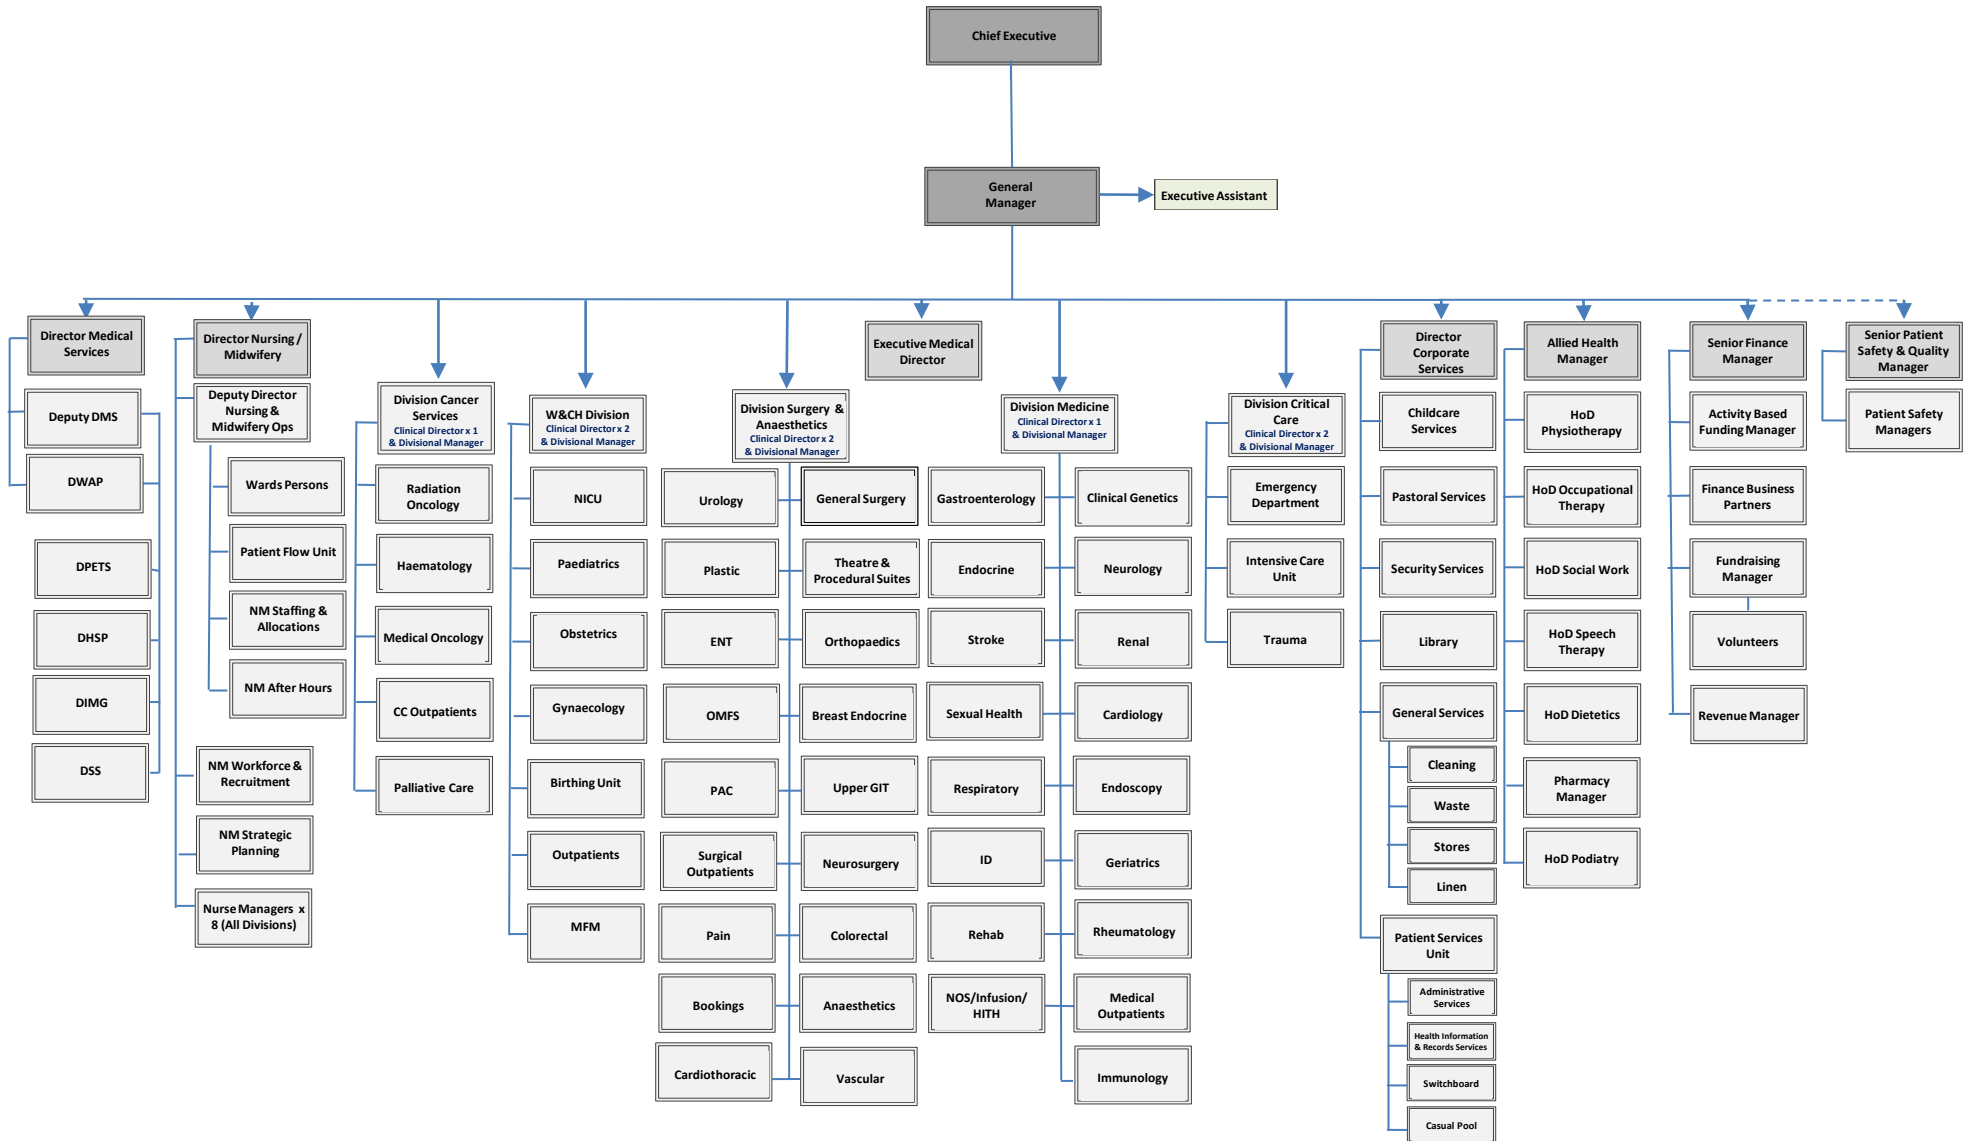 Chief Executive
General
Manager
Executive Assistant
Director Medical
Services
Deputy DMS
DWAP
DPETS
DHSP
DIMG
DSS
Director Nursing /
Midwifery
Deputy Director
Nursing &
Midwifery Ops
Wards Persons
Patient Flow Unit
NM Staffing &
Allocations
NM After Hours
NM Workforce &
Recruitment
NM Strategic
Planning
Nurse Managers x
8 (All Divisions)
Division Cancer
Services
Clinical Director x 1
& Divisional Manager
Radiation
Oncology
Haematology
Medical Oncology
CC Outpatients
Palliative Care
W&CH Division
Clinical Director x 2
& Divisional Manager
NICU
Paediatrics
Obstetrics
Gynaecology
Birthing Unit
Outpatients
MFM
Division Surgery &
Anaesthetics
Clinical Director x 2
& Divisional Manager
Urology
General Surgery
Plastic
Theatre &
Procedural Suites
ENT
Orthopaedics
OMFS
Breast Endocrine
PAC
Upper GIT
Surgical
Outpatients
Neurosurgery
Pain
Colorectal
Bookings
Anaesthetics
Cardiothoracic
Vascular
Executive Medical
Director
Division Medicine
Clinical Director x 1
& Divisional Manager
Gastroenterology
Clinical Genetics
Endocrine
Neurology
Stroke
Renal
Sexual Health
Cardiology
Respiratory
Endoscopy
ID
Geriatrics
Rehab
Rheumatology
NOS/Infusion/
HITH
Medical
Outpatients
Immunology
Division Critical
Care
Clinical Director x 2
& Divisional Manager
Emergency
Department
Intensive Care
Unit
Trauma
Director
Corporate
Services
Childcare
Services
Pastoral Services
Security Services
Library
General Services
Cleaning
Waste
Stores
Linen
Patient Services
Unit
Administrative
Services
Health Information
& Records Services
Switchboard
Casual Pool
Allied Health
Manager
HoD
Physiotherapy
HoD Occupational
Therapy
HoD Social Work
HoD Speech
Therapy
HoD Dietetics
Pharmacy
Manager
HoD Podiatry
Senior Finance
Manager
Activity Based
Funding Manager
Finance Business
Partners
Fundraising
Manager
Volunteers
Revenue Manager
Senior Patient
Safety & Quality
Manager
Patient Safety
Managers